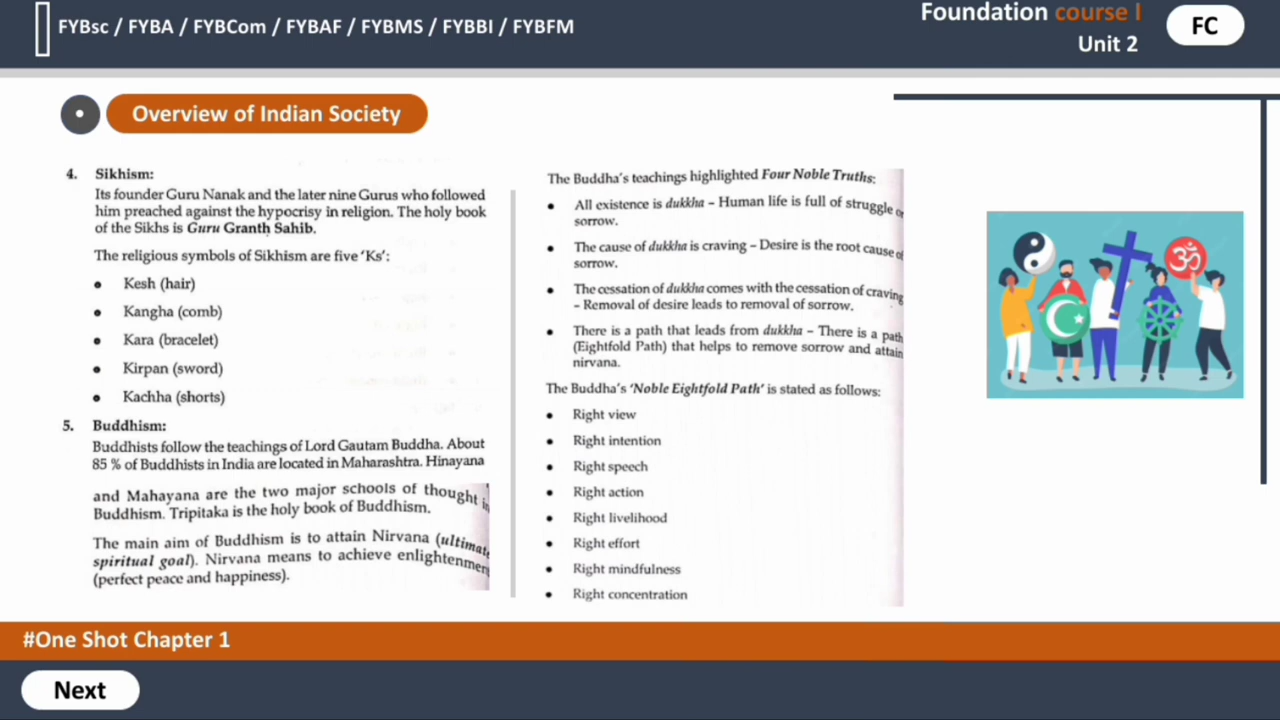 FYBsc / FYBA / FYBCom / FYBAF / FYBMS / FYBBI / FYBFM
Foundation course I
Unit 2
FC
Overview of Indian Society
4. Sikhism:
Its founder Guru Nanak and the later nine Gurus who followed
him preached against the hypocrisy in religion. The holy book
of the Sikhs is Guru Granth Sahib.
The religious symbols of Sikhism are five 'Ks':
• Kesh (hair)
• Kangha (comb)
• Kara (bracelet)
• Kirpan (sword)
• Kachha (shorts)
5. Buddhism:
Buddhists follow the teachings of Lord Gautam Buddha. About
85 % of Buddhists in India are located in Maharashtra. Hinayana
and Mahayana are the two major schools of thought
Buddhism. Tripitaka is the holy book of Buddhism.
The main aim of Buddhism is to attain Nirvana (ultimate
spiritual goal). Nirvana means to achieve enlightenmen
(perfect peace and happiness).
The Buddha's teachings highlighted Four Noble Truths:
• All existence is dukkha – Human life is full of struggle or
sorrow.
• The cause of dukkha is craving – Desire is the root cause of
sorrow.
• The cessation of dukkha comes with the cessation of craving
– Removal of desire leads to removal of sorrow.
• There is a path that leads from dukkha – There is a path
(Eightfold Path) that helps to remove sorrow and attain
nirvana.
The Buddha's 'Noble Eightfold Path' is stated as follows:
• Right view
• Right intention
• Right speech
• Right action
• Right livelihood
• Right effort
• Right mindfulness
• Right concentration
ॐ
#One Shot Chapter 1
Next